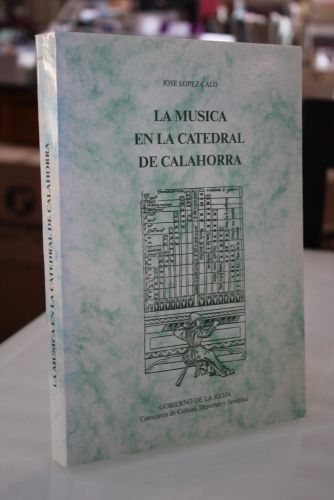 JOSE LOPEZ-CALO
LA MUSICA
EN LA CATEDRAL
DE CALAHORRA
GOBIERNO DE LA RIOJA
Consejería de Cultura, Deportes y Juventud
LA MUSICA EN LA CATEDRAL DE CALAHORRA